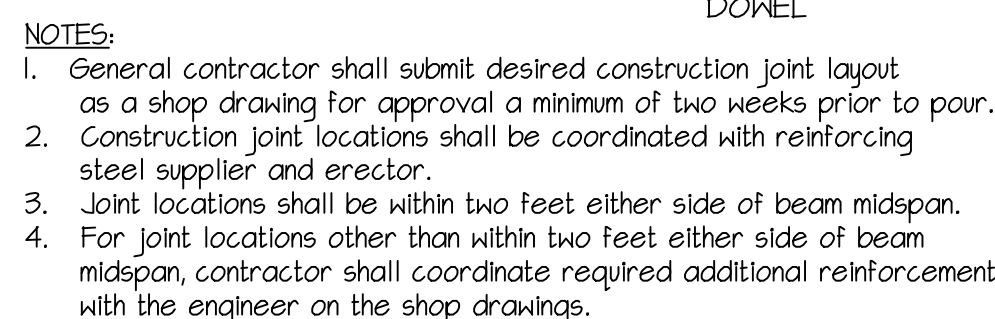 DOWEL
NOTES:
1. General contractor shall submit desired construction joint layout
as a shop drawing for approval a minimum of two weeks prior to pour.
2. Construction joint locations shall be coordinated with reinforcing
steel supplier and erector.
3. Joint locations shall be within two feet either side of beam midspan.
4. For joint locations other than within two feet either side of beam
midspan, contractor shall coordinate required additional reinforcement
with the engineer on the shop drawings.